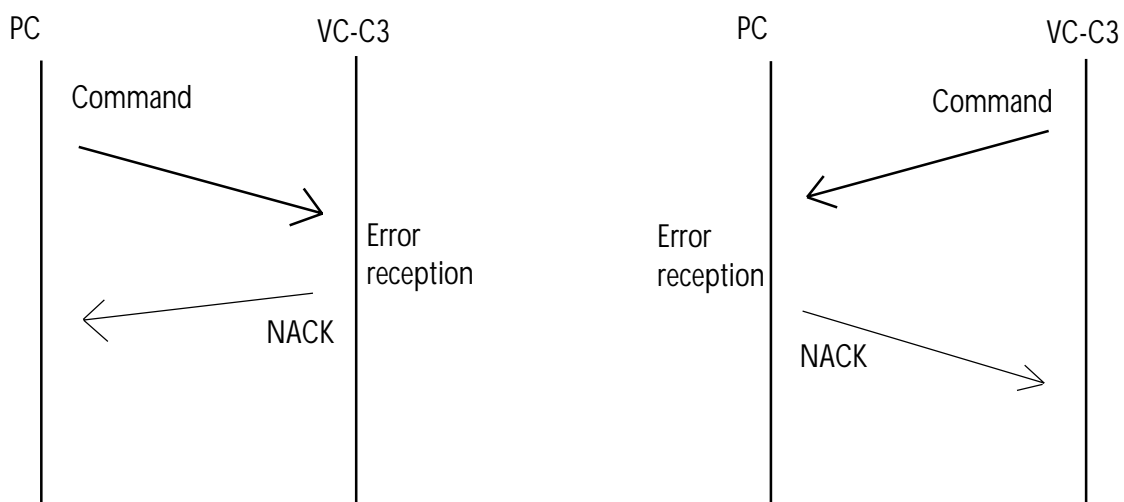 PC
VC-C3
Command
Error
reception
NACK
PC
VC-C3
Command
Error
reception
NACK